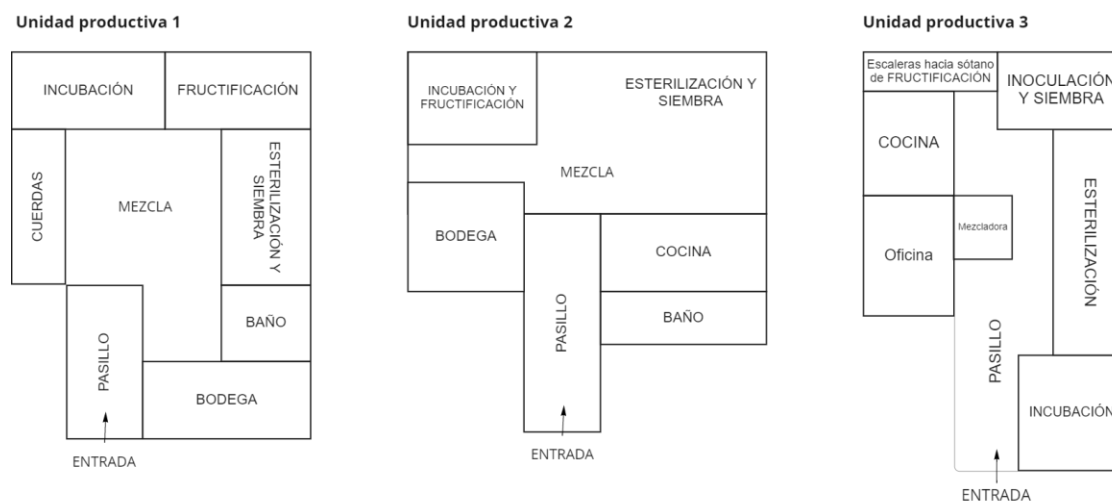 Unidad productiva 1
INCUBACIÓN
FRUCTIFICACIÓN
CUERDAS
MEZCLA
ESTERILIZACIÓN Y
SIEMBRA
PASILLO
BAÑO
BODEGA
ENTRADA
Unidad productiva 2
INCUBACIÓN Y
FRUCTIFICACIÓN
ESTERILIZACIÓN Y
SIEMBRA
MEZCLA
BODEGA
COCINA
PASILLO
BAÑO
ENTRADA
Unidad productiva 3
Escaleras hacia sótano
de FRUCTIFICACIÓN
INOCULACIÓN
Y SIEMBRA
COCINA
Oficina
Mezcladora
ESTERILIZACIÓN
PASILLO
INCUBACIÓN
ENTRADA